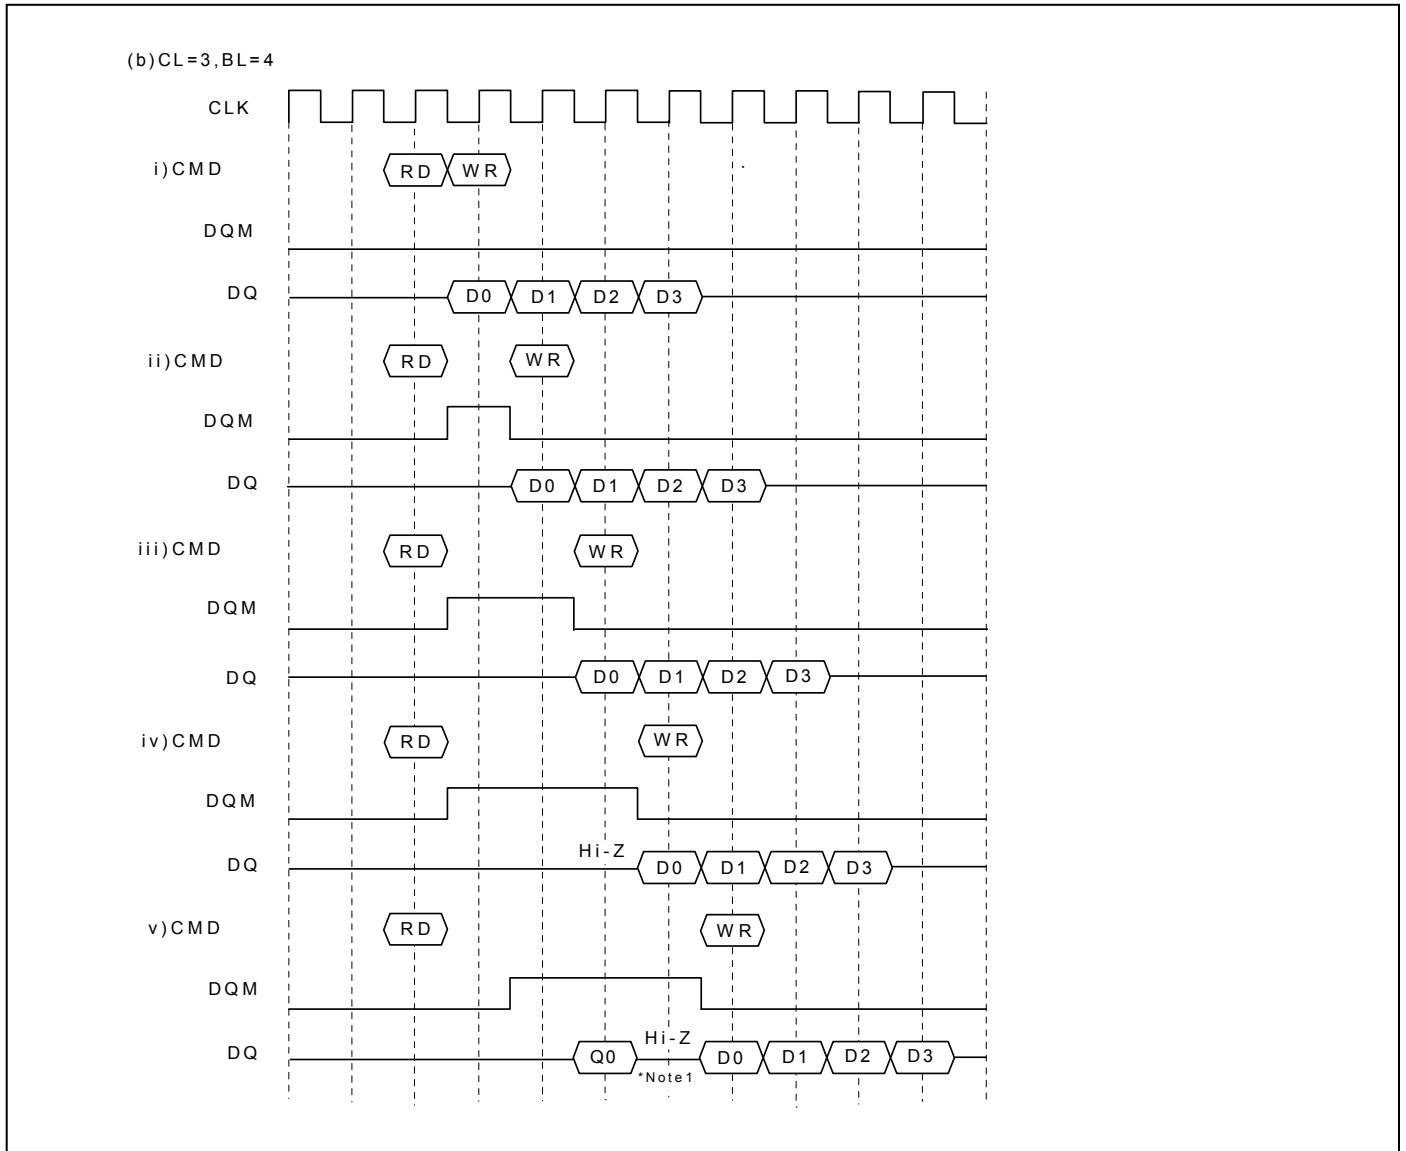 (b)CL=3,BL=4
CLK
i)CMD RD WR
DQM
DQ D0 D1 D2 D3
ii)CMD RD WR
DQM
DQ D0 D1 D2 D3
iii)CMD RD WR
DQM
DQ D0 D1 D2 D3
iv)CMD RD WR
DQM
Hi-Z
DQ D0 D1 D2 D3
v)CMD RD WR
DQM
Hi-Z
DQ Q0 D0 D1 D2 D3
*Note1